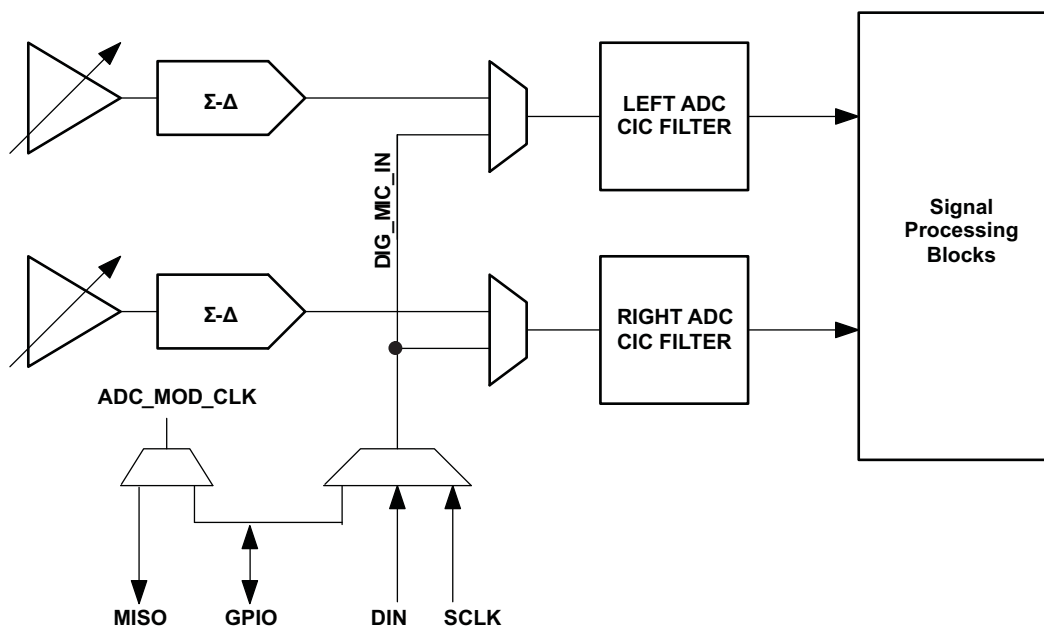 Σ-Δ
LEFT ADC
CIC FILTER
DIG_MIC_IN
Signal
Processing
Blocks
Σ-Δ
RIGHT ADC
CIC FILTER
ADC_MOD_CLK
MISO
GPIO
DIN
SCLK